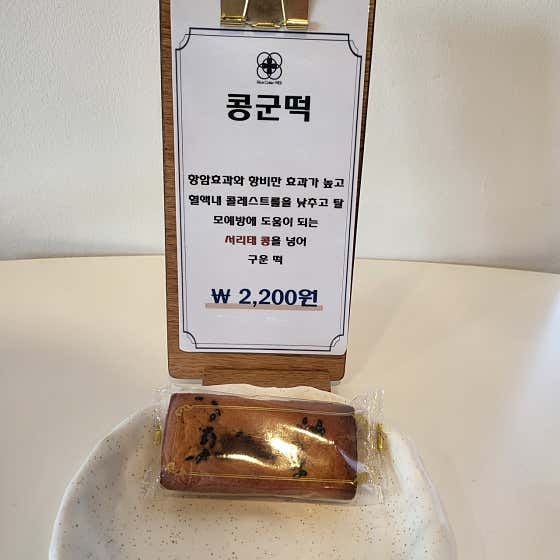 콩군떡
항암효과와 항비만 효과가 높고
혈액내 콜레스트롤을 낮추고 탈
모예방에 도움이 되는
서리태 콩을 넣어
구운 떡
₩ 2,200원